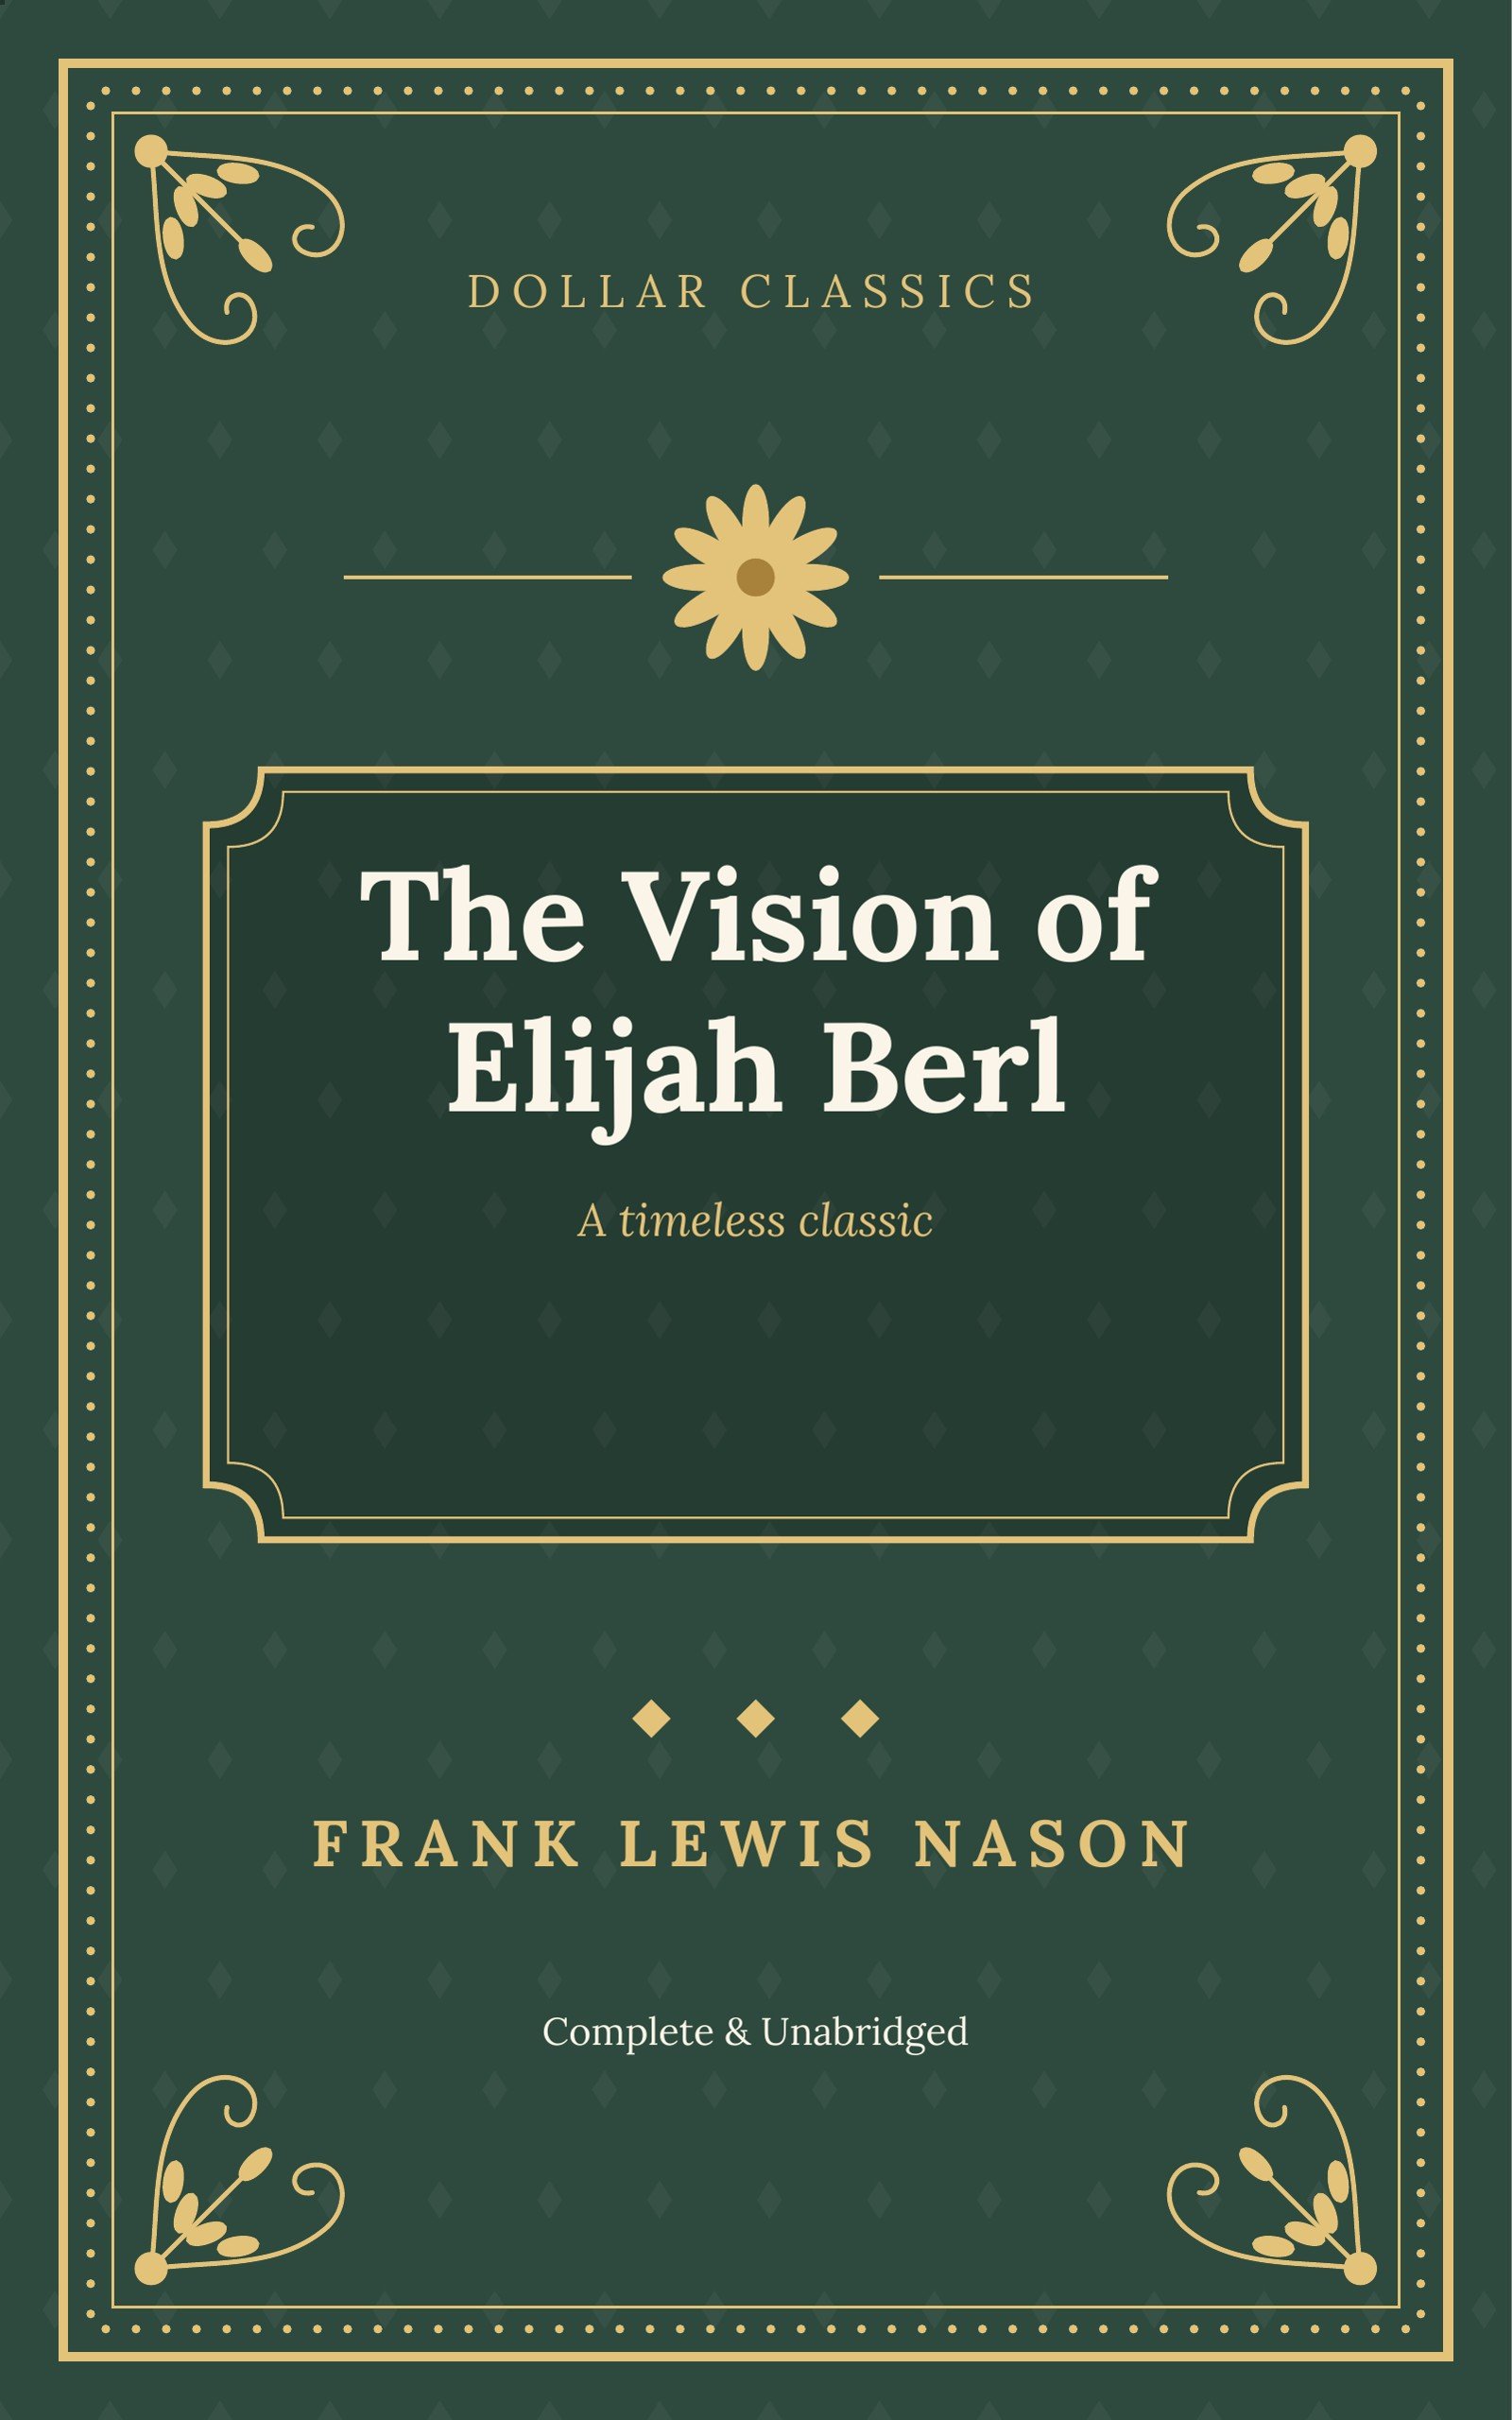 DOLLAR CLASSICS
The Vision of
Elijah Berl
A timeless classic
FRANK LEWIS NASON
Complete & Unabridged